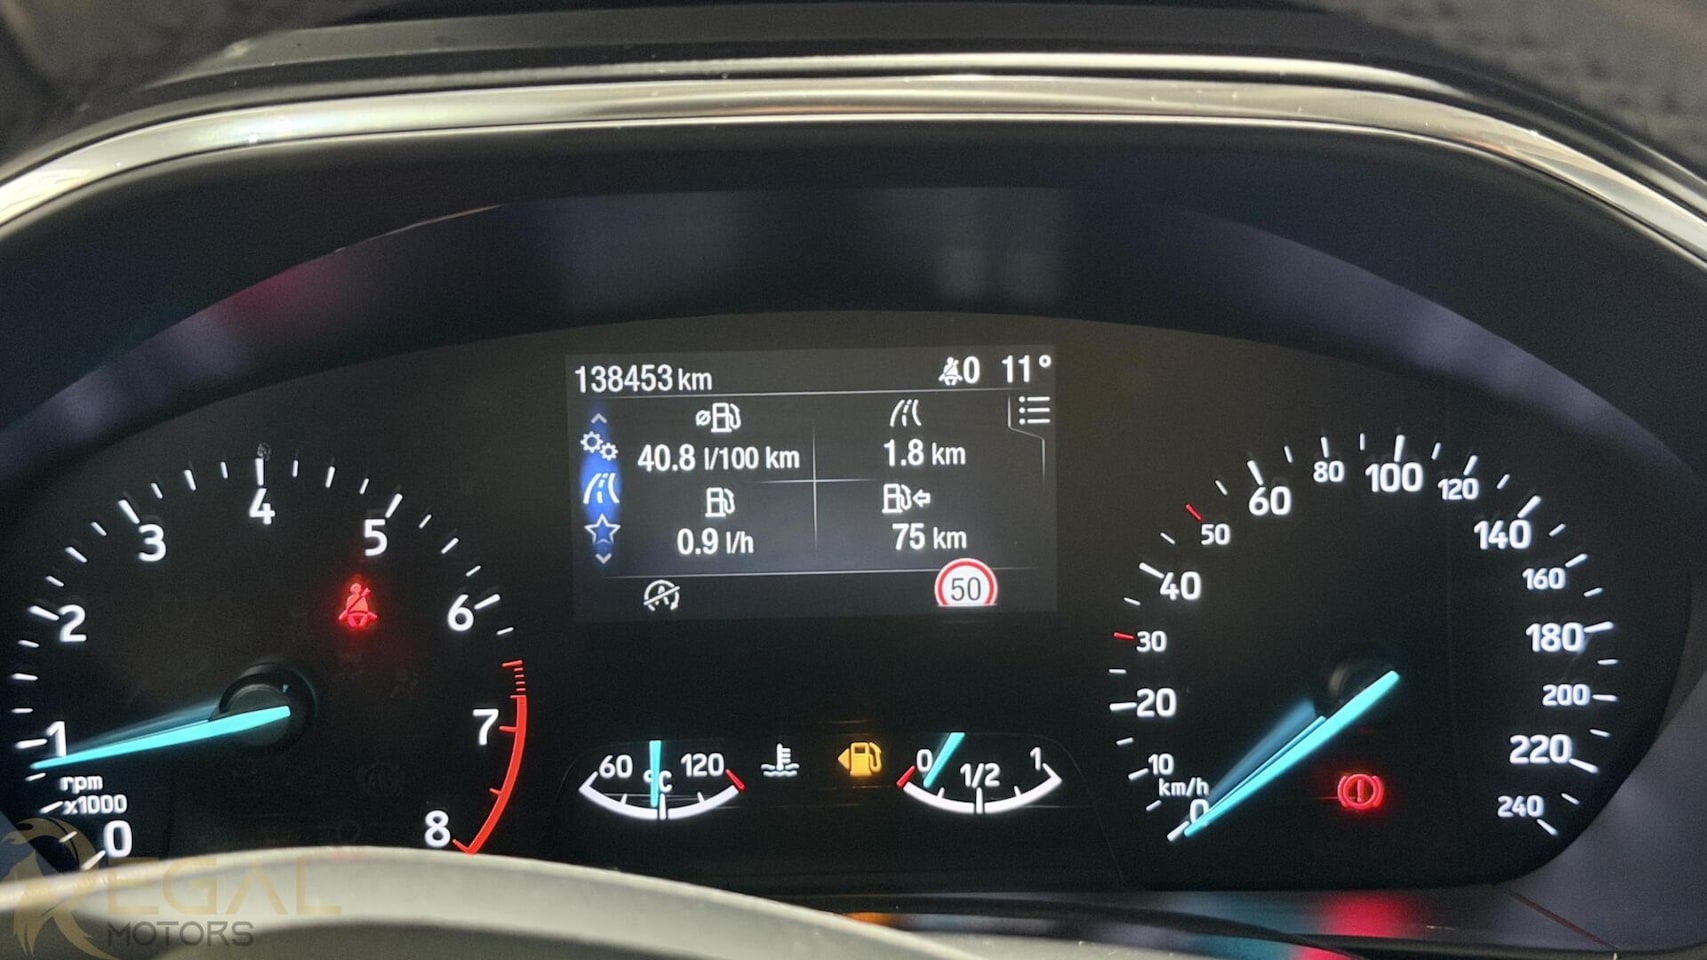 138453 km
0 11°
40.8 l/100 km
1.8 km
0.9 l/h
75 km
50
0 1 2 3 4 5 6 7 8
rpm
x1000
60 °C 120
0 1/2 1
0 10 20 30 40 50 60 80 100 120 140 160 180 200 220 240
km/h
REGAL
MOTORS